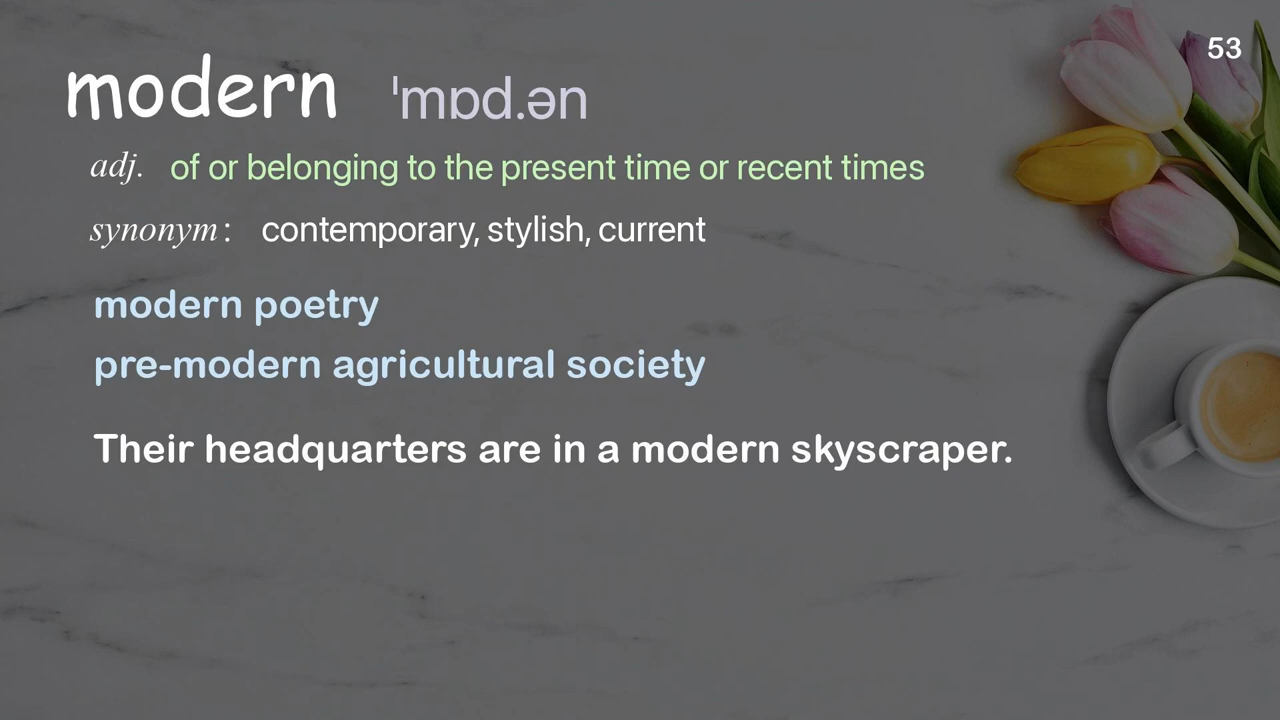 53
modern ˈmɒd.ən
adj. of or belonging to the present time or recent times
synonym: contemporary, stylish, current
modern poetry
pre-modern agricultural society
Their headquarters are in a modern skyscraper.